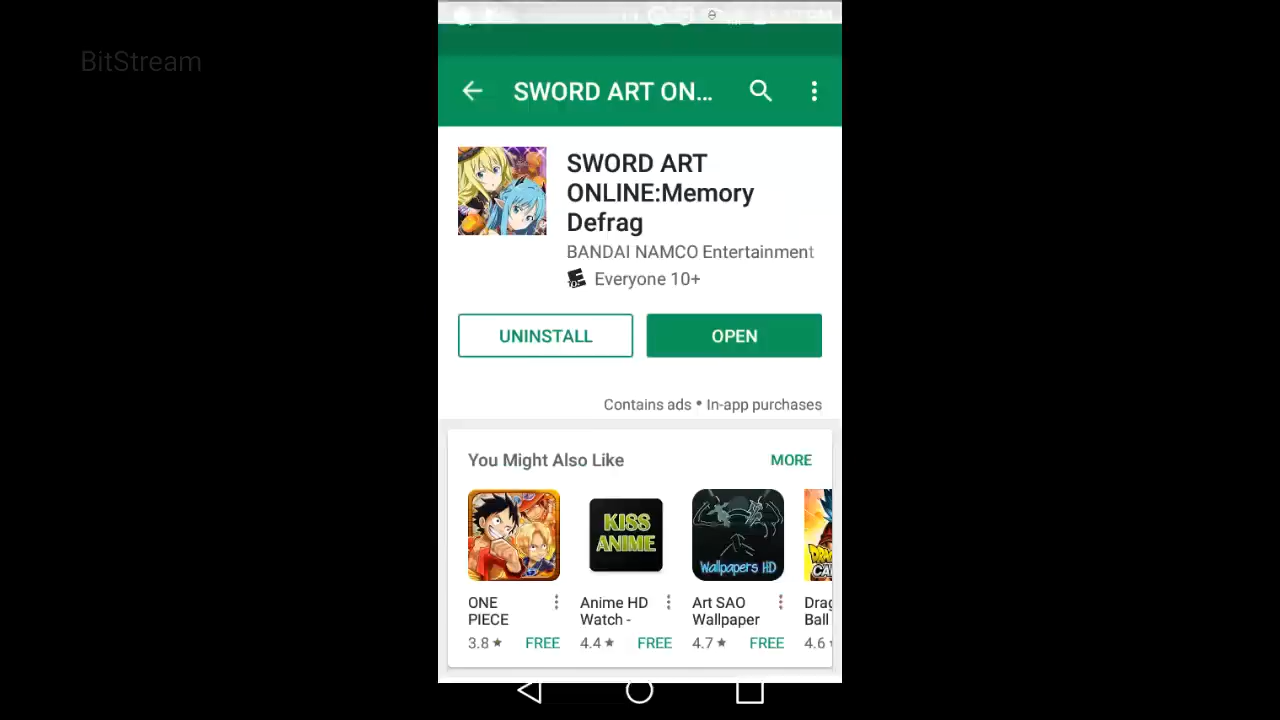 BitStream
SWORD ART ON...
SWORD ART
ONLINE:Memory
Defrag
BANDAI NAMCO Entertainment
Everyone 10+
UNINSTALL
OPEN
Contains ads • In-app purchases
You Might Also Like
MORE
KISS
ANIME
Wallpapers HD
ONE
PIECE
3.8★ FREE
Anime HD
Watch -
4.4★ FREE
Art SAO
Wallpaper
4.7★ FREE
Drag
Ball
4.6